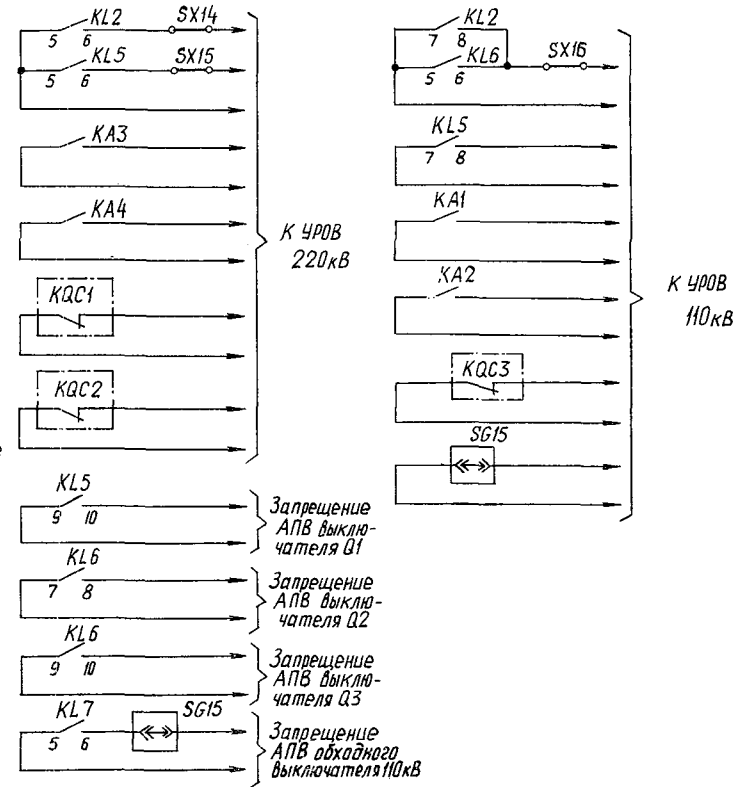 KL2 SX14
5 6
KL5 SX15
5 6
KA3
KA4
KQC1
KQC2
К УРОВ
220кВ
KL2
7 8
KL6 SX16
5 6
KL5
7 8
KA1
KA2
KQC3
SG15
К УРОВ
110кВ
KL5
9 10
Запрещение
АПВ выклю-
чателя Q1
KL6
7 8
Запрещение
АПВ выклю-
чателя Q2
KL6
9 10
Запрещение
АПВ выклю-
чателя Q3
KL7 SG15
5 6
Запрещение
АПВ обходного
выключателя 110кВ